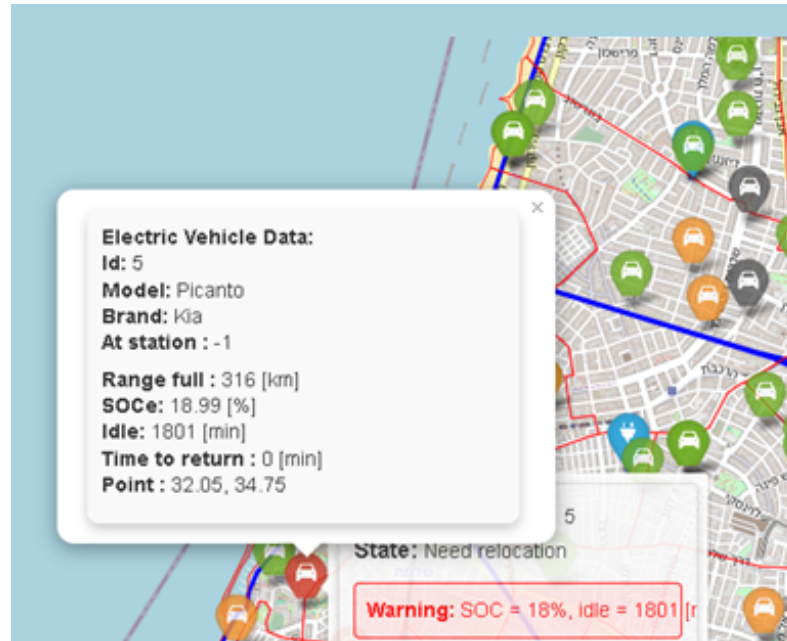 ×
Electric Vehicle Data:
Id: 5
Model: Picanto
Brand: Kia
At station : -1
Range full : 316 [km]
SOCe: 18.99 [%]
Idle: 1801 [min]
Time to return : 0 [min]
Point : 32.05, 34.75
5
State: Need relocation
Warning: SOC = 18%, idle = 1801 [
הרכבת